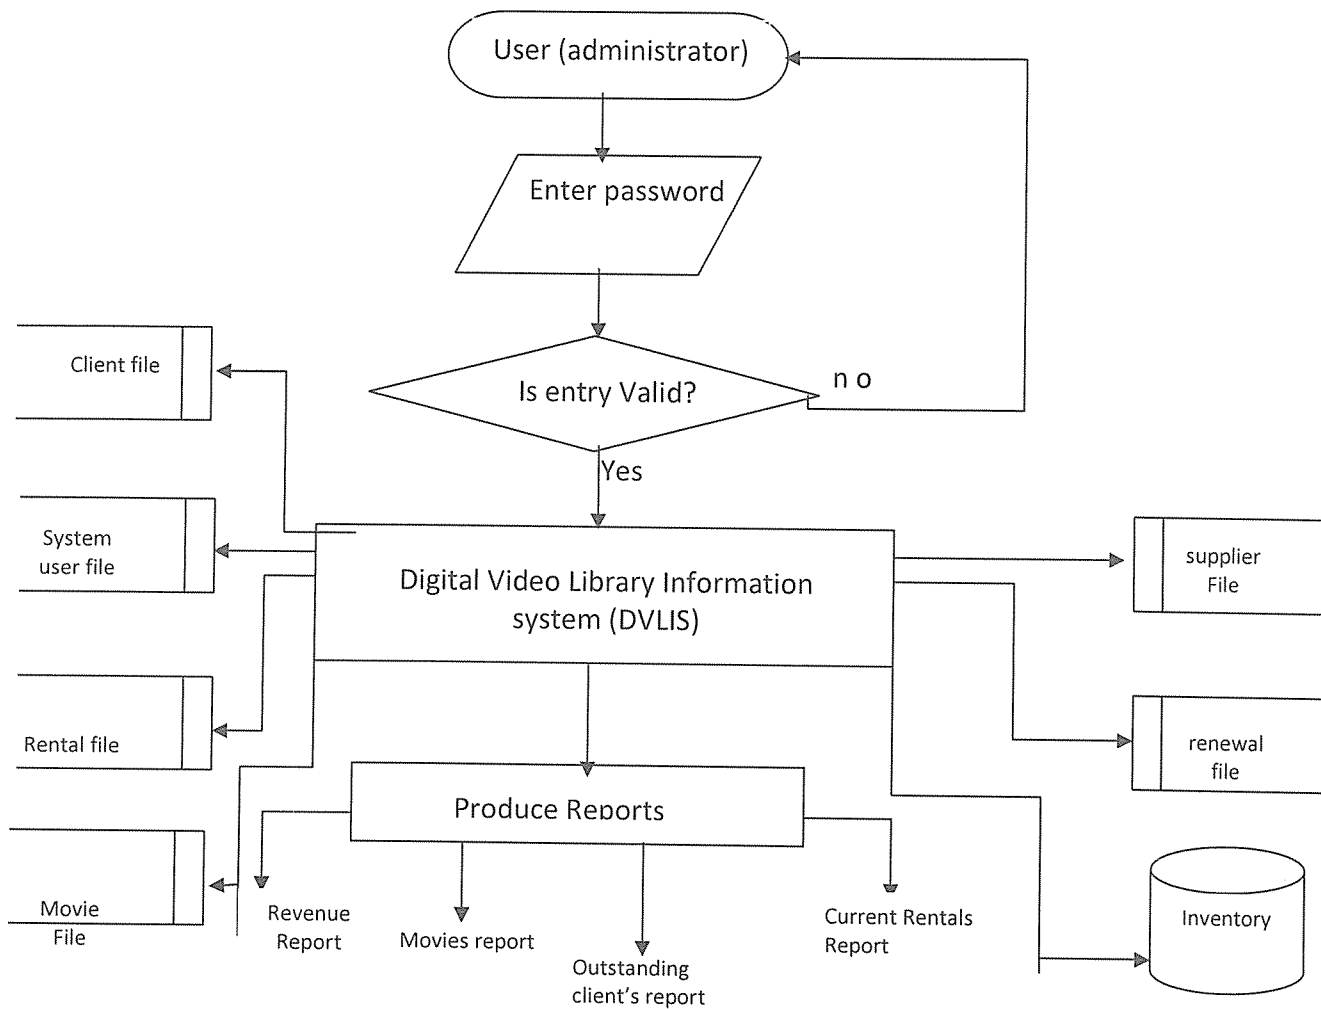 User (administrator)
Enter password
Is entry Valid?
n o
Yes
Client file
System
user file
Rental file
Movie
File
Digital Video Library Information
system (DVLIS)
supplier
File
renewal
file
Inventory
Produce Reports
Revenue
Report
Movies report
Outstanding
client's report
Current Rentals
Report